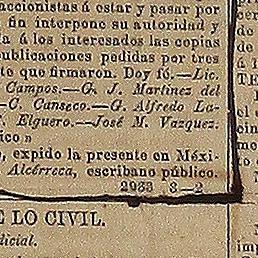 accionistas á estar y pasar por
ón interpone su autoridad y
á los interesados las copias
ublicaciones pedidas por tres
te que firmaron. Doy fé.—Lic.
Campos.—G. J. Martinez del
—C. Canseco.—G. Alfredo La-
Elguero.—José M. Vazquez.
ico n
, expido la presente en Méxi-
Alcérreca, escribano público.
2933 3—2
E LO CIVIL.
dicial.